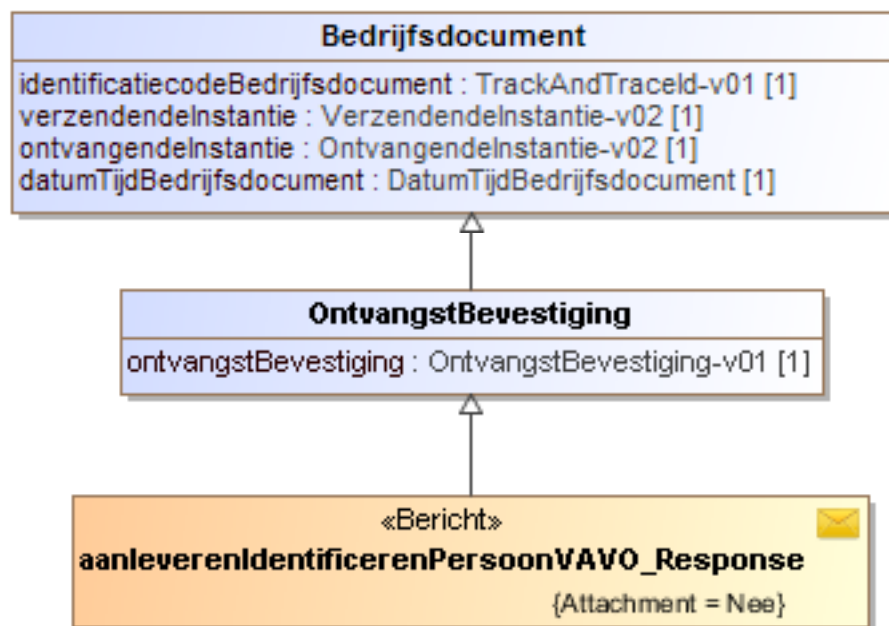 Bedrijfsdocument
identificatiecodeBedrijfsdocument : TrackAndTraceId-v01 [1]
verzendendeInstantie : VerzendendeInstantie-v02 [1]
ontvangendeInstantie : OntvangendeInstantie-v02 [1]
datumTijdBedrijfsdocument : DatumTijdBedrijfsdocument [1]
OntvangstBevestiging
ontvangstBevestiging : OntvangstBevestiging-v01 [1]
«Bericht»
aanleverenIdentificerenPersoonVAVO_Response
{Attachment = Nee}